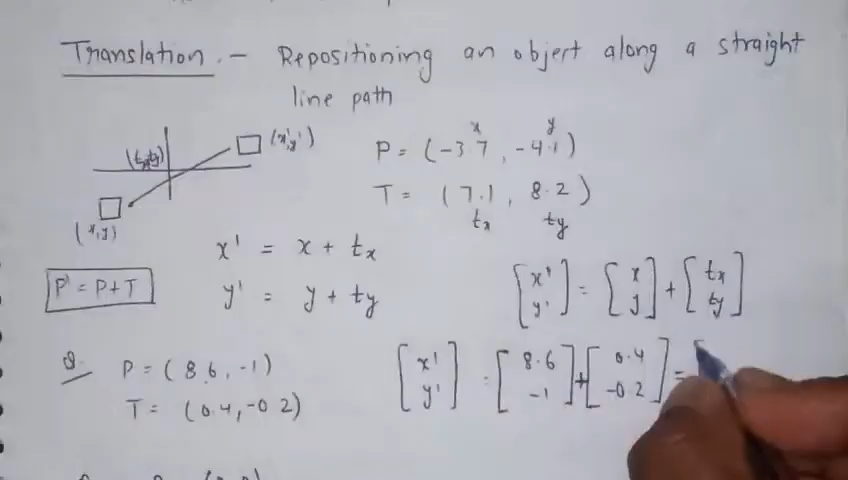 Translation :- Repositioning an object along a straight
line path
(x',y')
(tx,ty)
(x,y)
x y
P = (-3.7, -4.1)
T = (7.1, 8.2)
tx ty
x' = x + tx
y' = y + ty
P' = P+T
[x' y'] = [x y] + [tx ty]
Q. P = (8.6, -1)
T = (0.4, -0.2)
[x' y'] = [8.6 -1] + [0.4 -0.2] = [